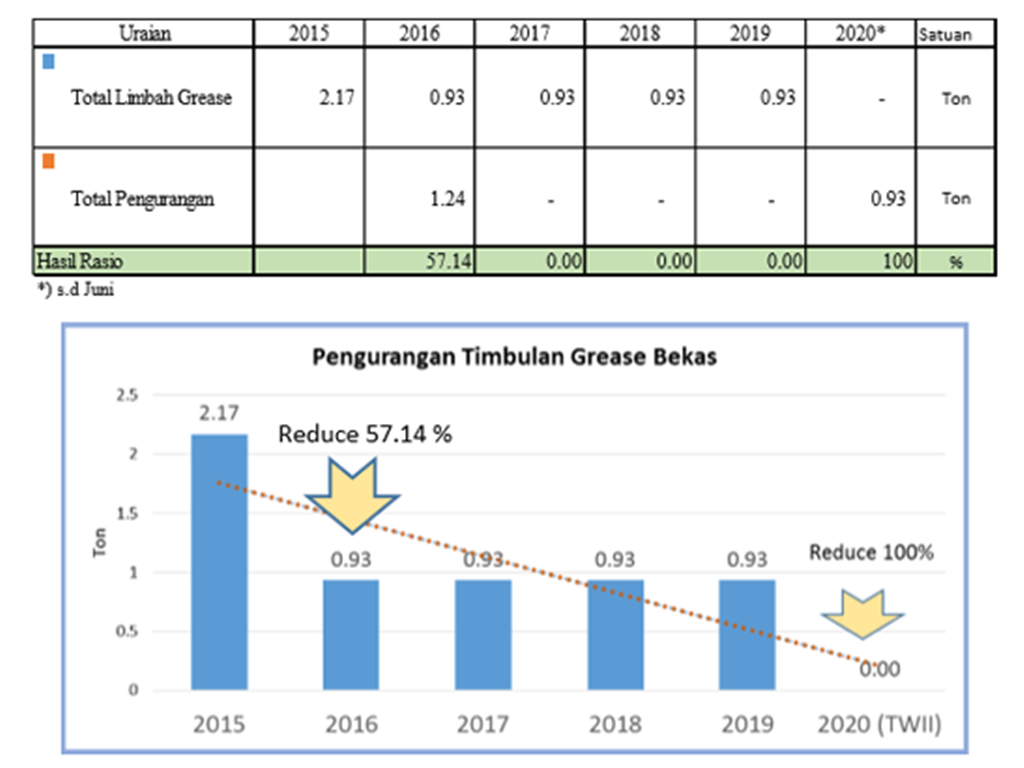 Uraian 2015 2016 2017 2018 2019 2020* Satuan
Total Limbah Grease 2.17 0.93 0.93 0.93 0.93 - Ton
Total Pengurangan 1.24 - - - 0.93 Ton
Hasil Rasio 57.14 0.00 0.00 0.00 100 %
*) s.d Juni
Pengurangan Timbulan Grease Bekas
2.5
2.17
Reduce 57.14 %
2
1.5
Ton
0.93 0.93 0.93 0.93
Reduce 100%
1
0.5
0.00
0
2015 2016 2017 2018 2019 2020 (TWII)